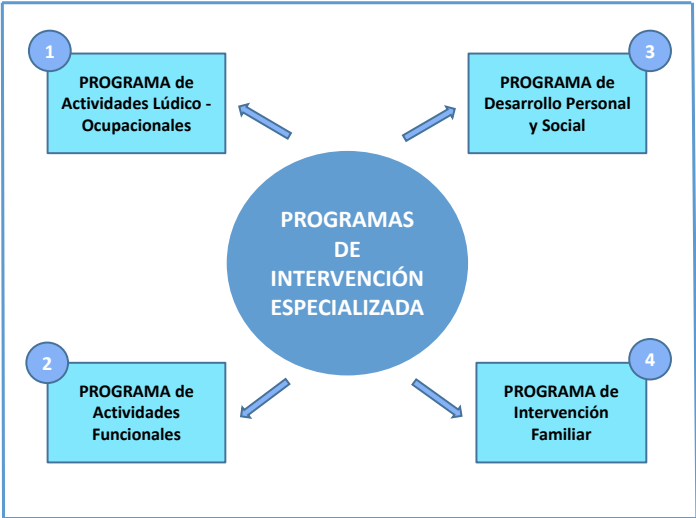 1
PROGRAMA de
Actividades Lúdico -
Ocupacionales
3
PROGRAMA de
Desarrollo Personal
y Social
PROGRAMAS
DE
INTERVENCIÓN
ESPECIALIZADA
2
PROGRAMA de
Actividades
Funcionales
4
PROGRAMA de
Intervención
Familiar